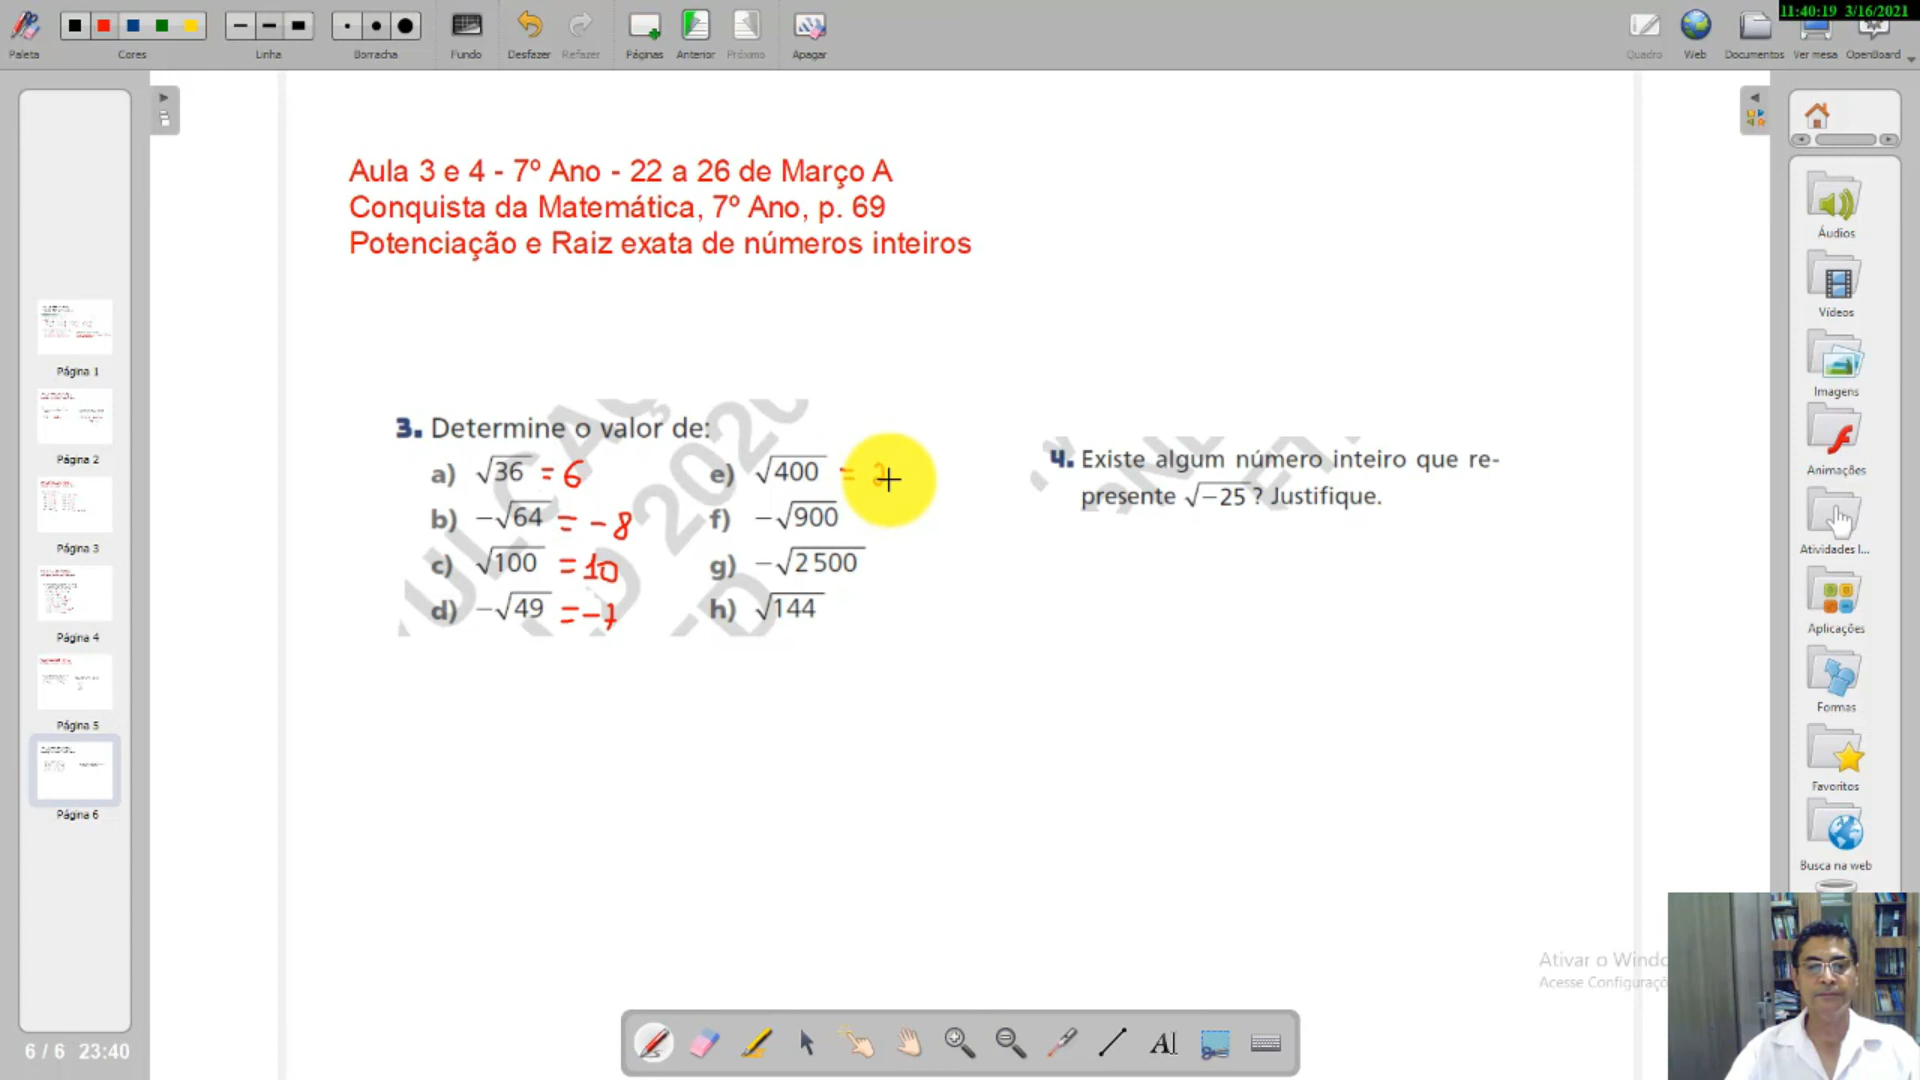 11:40:19 3/16/2021
Paleta
Cores
Linha
Borracha
Fundo
Desfazer
Refazer
Páginas
Anterior
Próximo
Apagar
Quadro
Web
Documentos
Ver mesa
OpenBoard
Aula 3 e 4 - 7º Ano - 22 a 26 de Março A
Conquista da Matemática, 7º Ano, p. 69
Potenciação e Raiz exata de números inteiros
3. Determine o valor de:
a) √36 = 6
b) −√64 = -8
c) √100 = 10
d) −√49 = -7
e) √400 =
f) −√900
g) −√2 500
h) √144
4. Existe algum número inteiro que re-
presente √−25 ? Justifique.
Página 1
Página 2
Página 3
Página 4
Página 5
Página 6
6 / 6 23:40
Áudios
Vídeos
Imagens
Animações
Atividades I...
Aplicações
Formas
Favoritos
Busca na web
Ativar o Windo
Acesse Configuraçõ